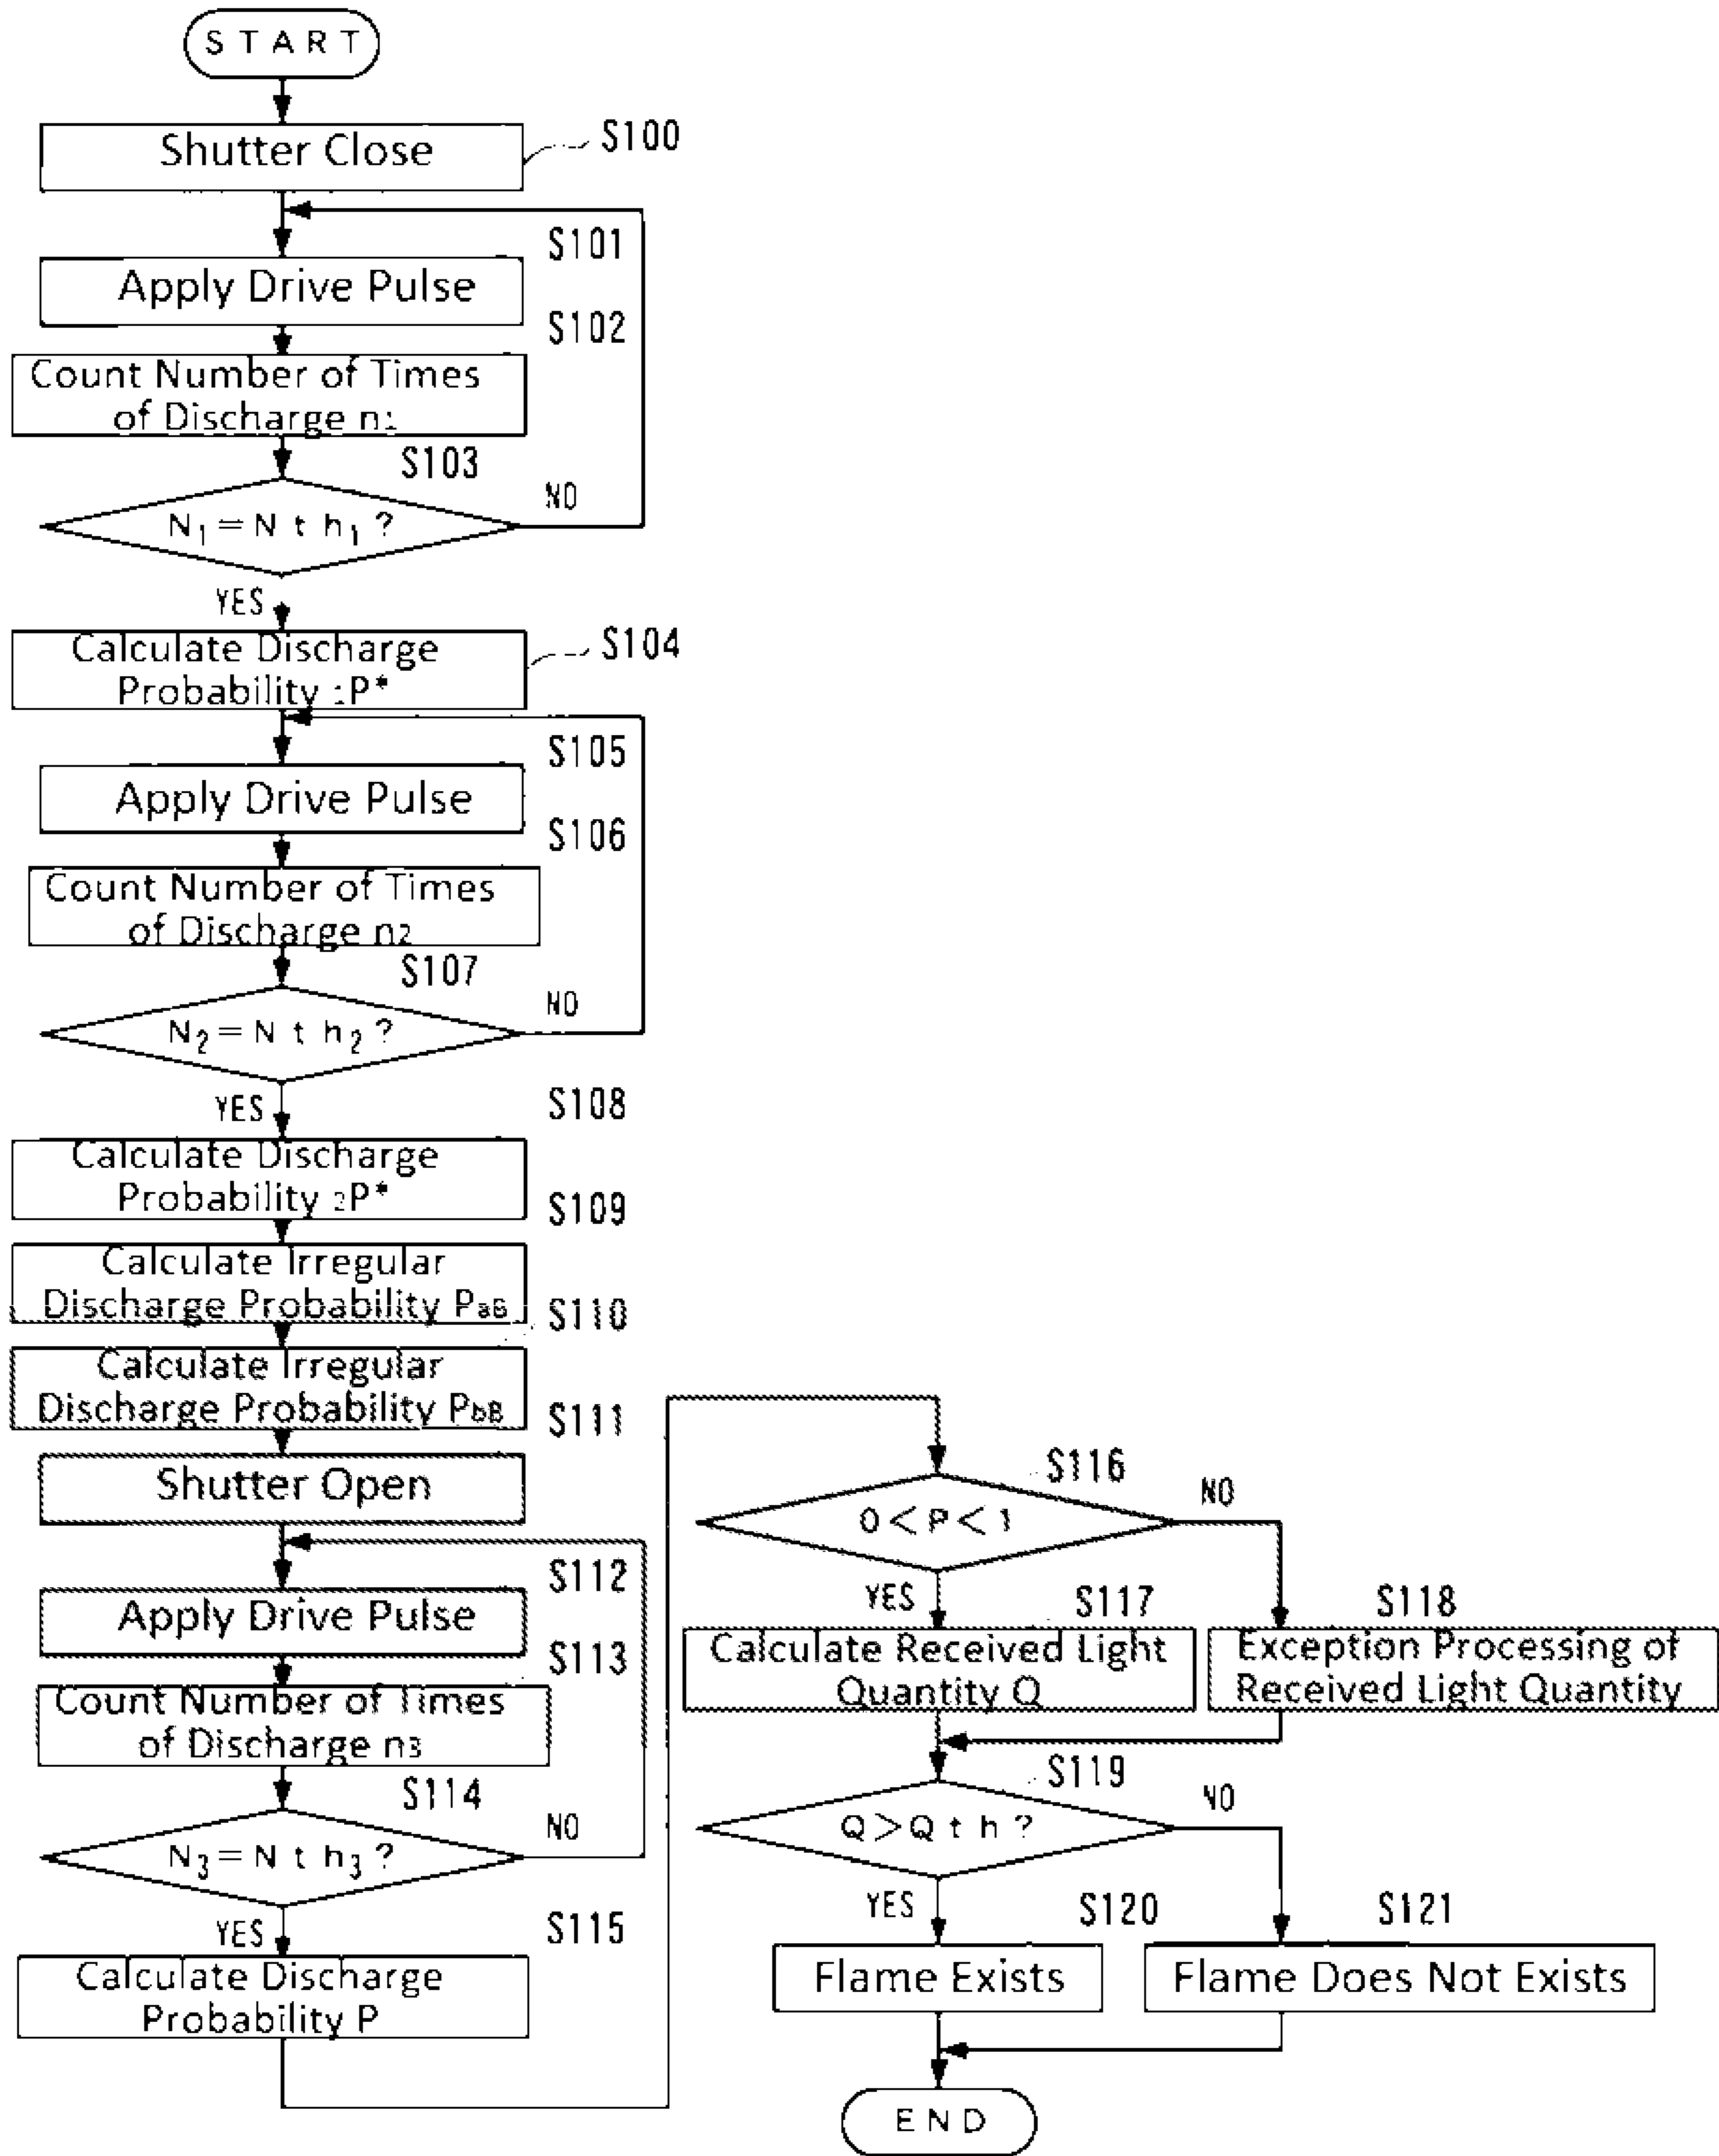 START
Shutter Close
S100
S101
Apply Drive Pulse
S102
Count Number of Times
of Discharge n1
S103
N1=Nth1?
NO
YES
Calculate Discharge
Probability 1P*
S104
S105
Apply Drive Pulse
S106
Count Number of Times
of Discharge n2
S107
N2=Nth2?
NO
YES
S108
Calculate Discharge
Probability 2P*
S109
Calculate Irregular
Discharge Probability PaB
S110
Calculate Irregular
Discharge Probability PbB
S111
Shutter Open
S112
Apply Drive Pulse
S113
Count Number of Times
of Discharge n3
S114
N3=Nth3?
NO
YES
S115
Calculate Discharge
Probability P
S116
0<P<1
NO
YES
S117
Calculate Received Light
Quantity Q
S118
Exception Processing of
Received Light Quantity
S119
Q>Qth?
NO
YES
S120
Flame Exists
S121
Flame Does Not Exists
END